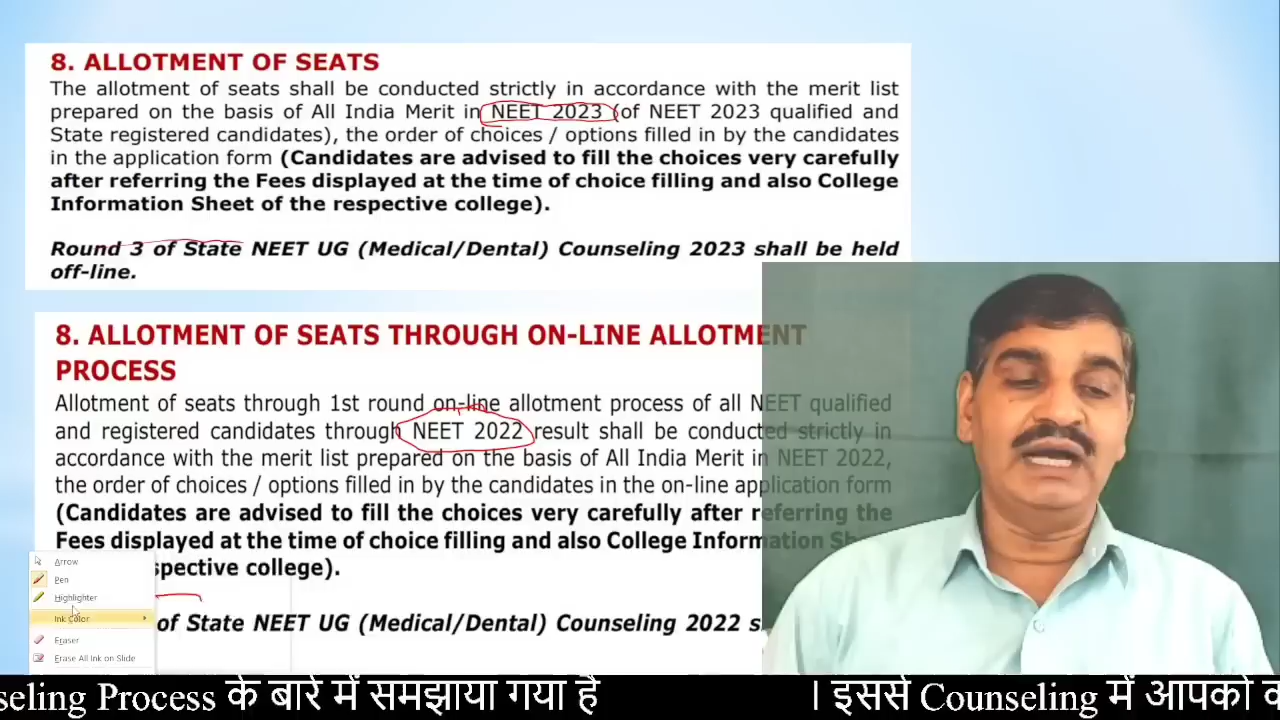 8. ALLOTMENT OF SEATS
The allotment of seats shall be conducted strictly in accordance with the merit list
prepared on the basis of All India Merit in NEET 2023 (of NEET 2023 qualified and
State registered candidates), the order of choices / options filled in by the candidates
in the application form (Candidates are advised to fill the choices very carefully
after referring the Fees displayed at the time of choice filling and also College
Information Sheet of the respective college).
Round 3 of State NEET UG (Medical/Dental) Counseling 2023 shall be held
off-line.
8. ALLOTMENT OF SEATS THROUGH ON-LINE ALLOTMENT
PROCESS
Allotment of seats through 1st round on-line allotment process of all NEET qualified
and registered candidates through NEET 2022 result shall be conducted strictly in
accordance with the merit list prepared on the basis of All India Merit in NEET 2022,
the order of choices / options filled in by the candidates in the on-line application form
(Candidates are advised to fill the choices very carefully after referring the
Fees displayed at the time of choice filling and also College Information
spective college).
of State NEET UG (Medical/Dental) Counseling 2022 s
Arrow
Pen
Highlighter
Ink Color
Eraser
Erase All Ink on Slide
seling Process के बारे में समझाया गया है । इससे Counseling में आपको